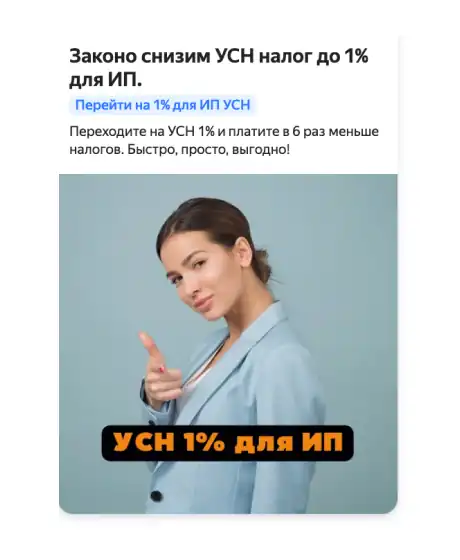 Законо снизим УСН налог до 1%
для ИП.
Перейти на 1% для ИП УСН
Переходите на УСН 1% и платите в 6 раз меньше
налогов. Быстро, просто, выгодно!
УСН 1% для ИП